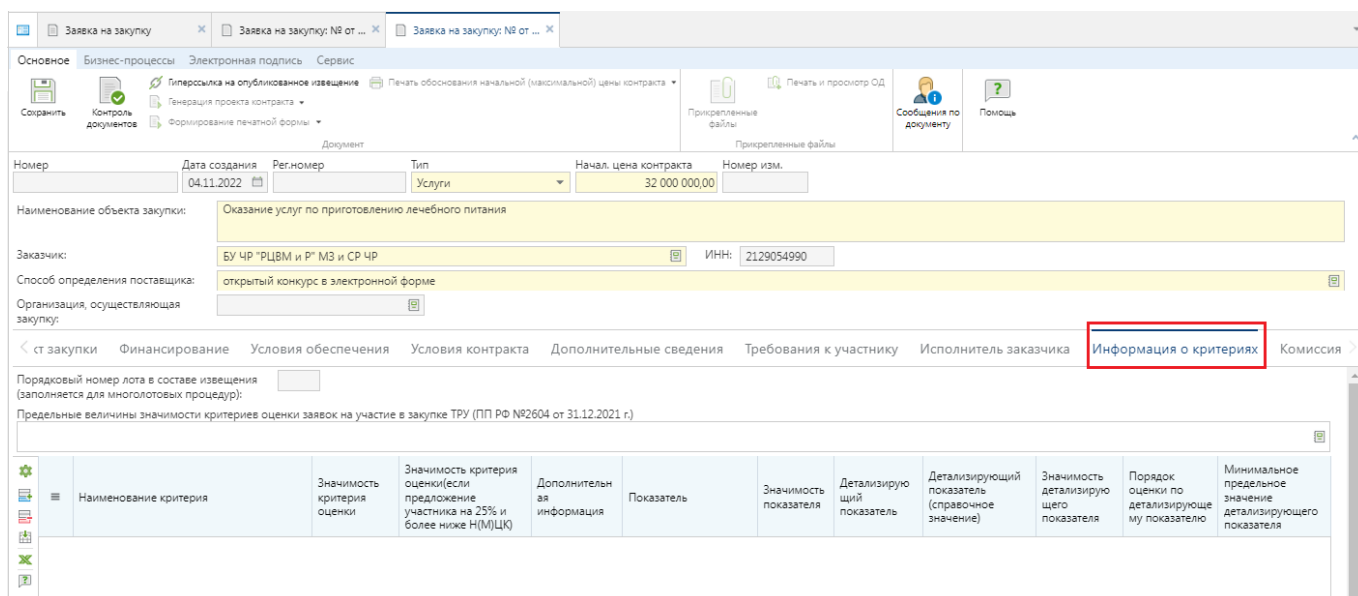 Заявка на закупку
Заявка на закупку: № от ...
Заявка на закупку: № от ...
Основное Бизнес-процессы Электронная подпись Сервис
Сохранить
Контроль
документов
Гиперссылка на опубликованное извещение
Печать обоснования начальной (максимальной) цены контракта
Генерация проекта контракта
Формирование печатной формы
Документ
Прикрепленные
файлы
Печать и просмотр ОД
Прикрепленные файлы
Сообщения по
документу
Помощь
Номер Дата создания Рег.номер Тип Начал. цена контракта Номер изм.
04.11.2022 Услуги 32 000 000,00
Наименование объекта закупки: Оказание услуг по приготовлению лечебного питания
Заказчик: БУ ЧР "РЦВМ и Р" МЗ и СР ЧР ИНН: 2129054990
Способ определения поставщика: открытый конкурс в электронной форме
Организация, осуществляющая
закупку:
ст закупки Финансирование Условия обеспечения Условия контракта Дополнительные сведения Требования к участнику Исполнитель заказчика Информация о критериях Комиссия
Порядковый номер лота в составе извещения
(заполняется для многолотовых процедур):
Предельные величины значимости критериев оценки заявок на участие в закупке ТРУ (ПП РФ №2604 от 31.12.2021 г.)
Наименование критерия
Значимость
критерия
оценки
Значимость критерия
оценки(если
предложение
участника на 25% и
более ниже Н(М)ЦК)
Дополнительн
ая
информация
Показатель
Значимость
показателя
Детализирую
щий
показатель
Детализирующий
показатель
(справочное
значение)
Значимость
детализирую
щего
показателя
Порядок
оценки по
детализирующе
му показателю
Минимальное
предельное
значение
детализирующего
показателя